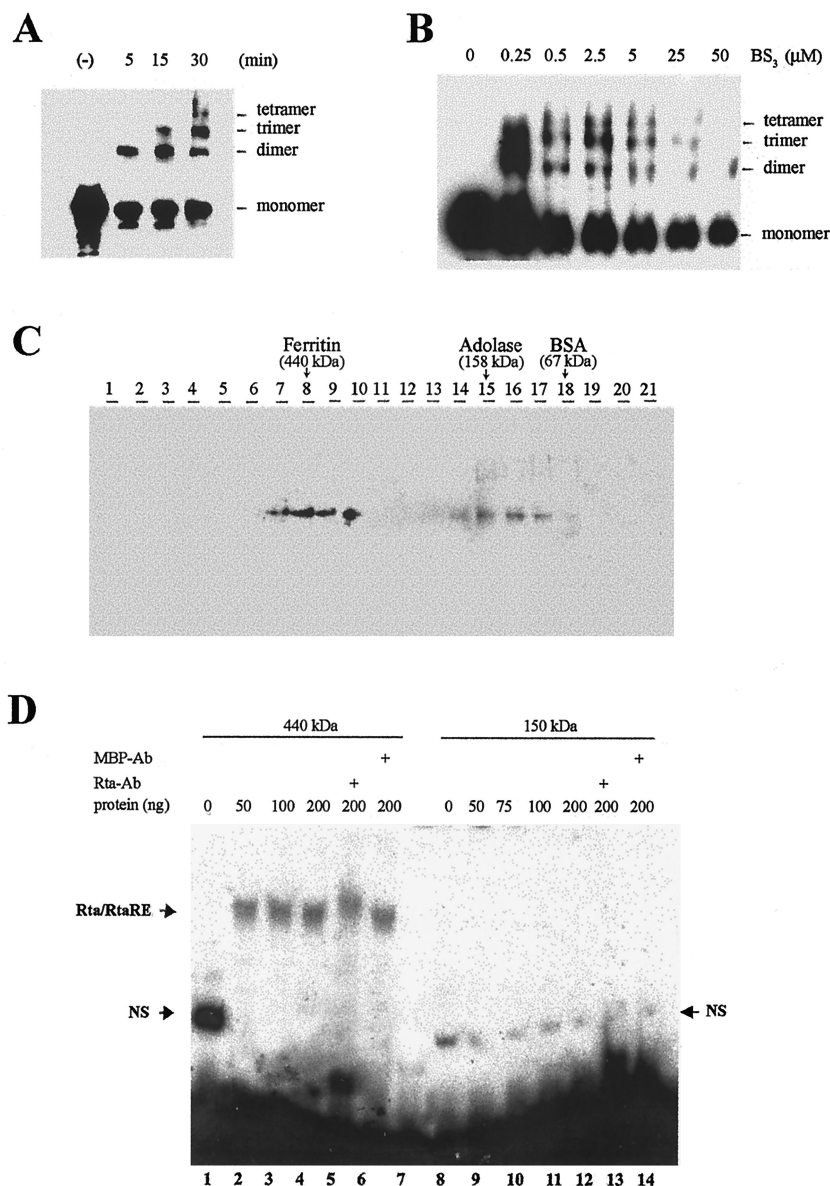 A
(-) 5 15 30 (min)
tetramer
trimer
dimer
monomer
B
0 0.25 0.5 2.5 5 25 50 BS3 (μM)
tetramer
trimer
dimer
monomer
C
Ferritin Adolase BSA
(440 kDa) (158 kDa) (67 kDa)
1 2 3 4 5 6 7 8 9 10 11 12 13 14 15 16 17 18 19 20 21
D
440 kDa 150 kDa
MBP-Ab + +
Rta-Ab + +
protein (ng) 0 50 100 200 200 200 0 50 75 100 200 200 200
Rta/RtaRE
NS NS
1 2 3 4 5 6 7 8 9 10 11 12 13 14